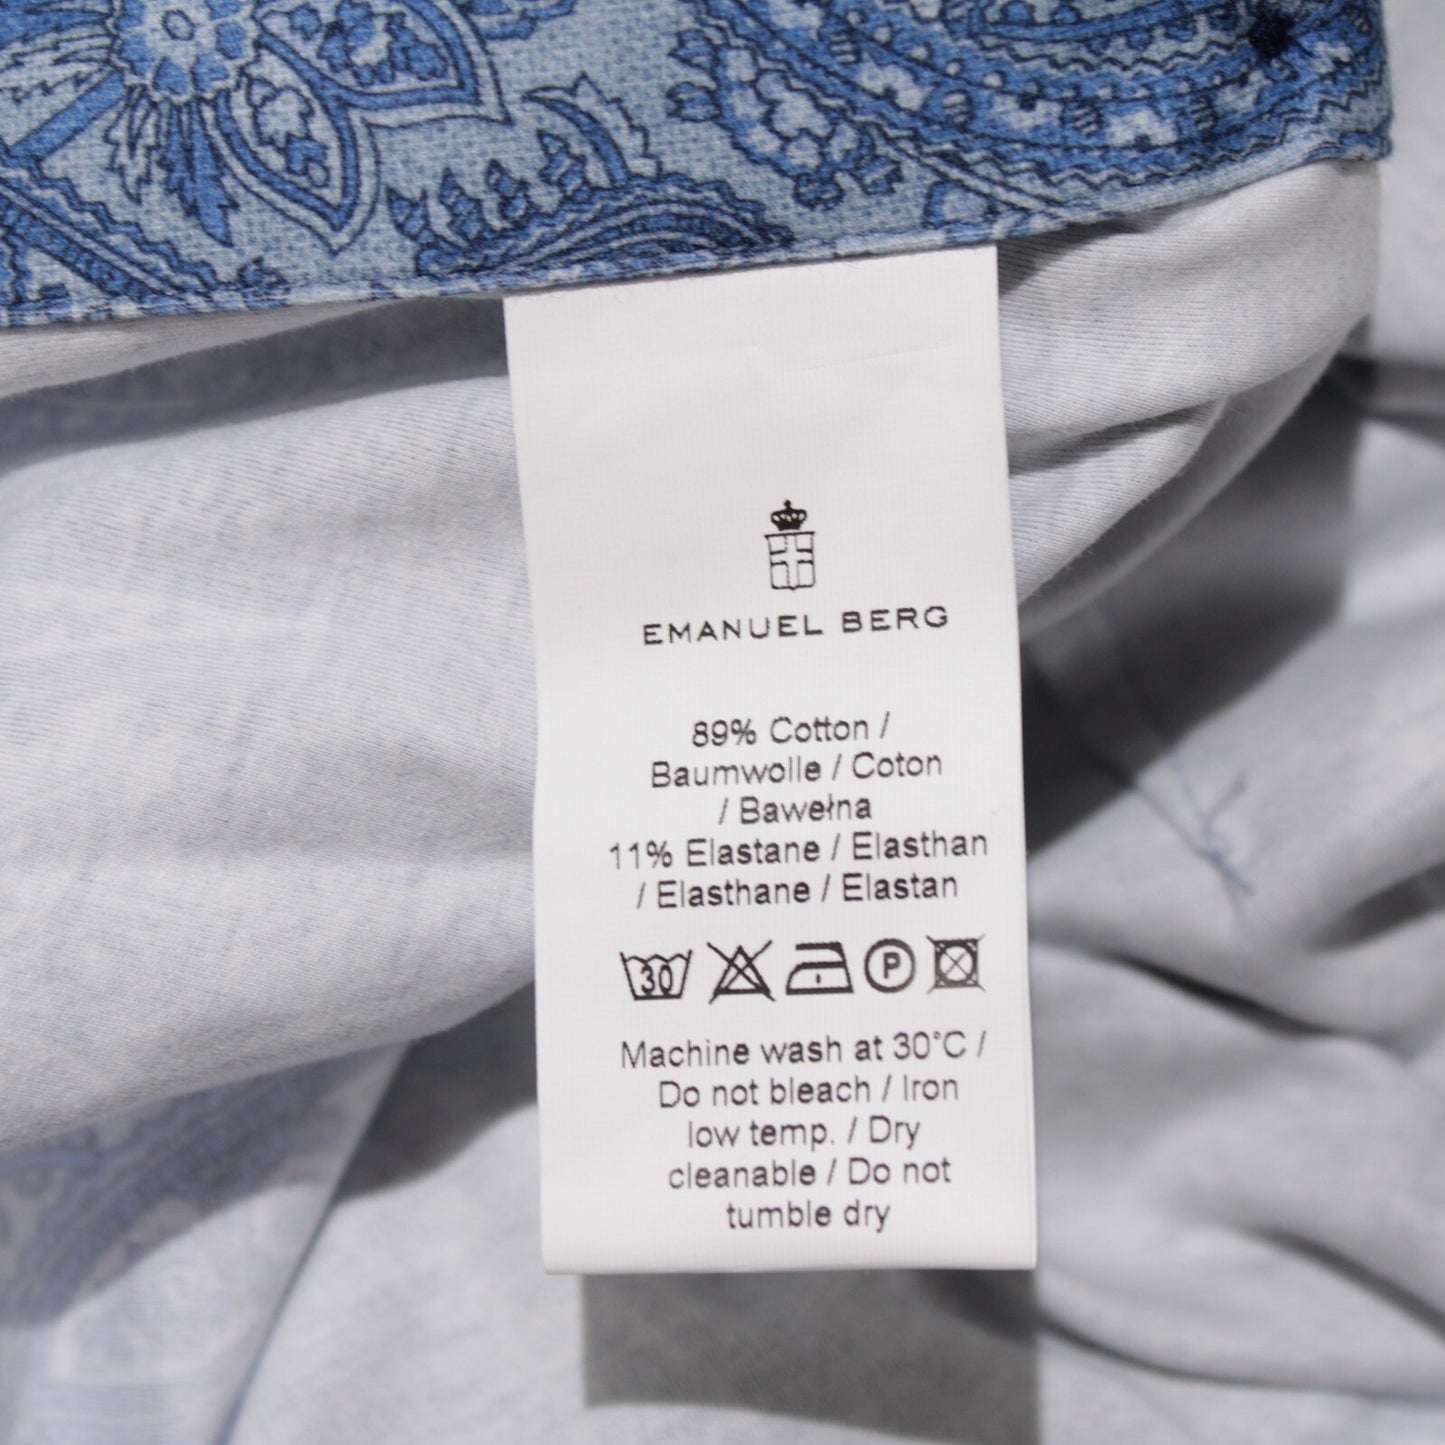 EMANUEL BERG
89% Cotton /
Baumwolle / Coton
/ Bawełna
11% Elastane / Elasthan
/ Elasthane / Elastan
30 P
Machine wash at 30°C /
Do not bleach / Iron
low temp. / Dry
cleanable / Do not
tumble dry